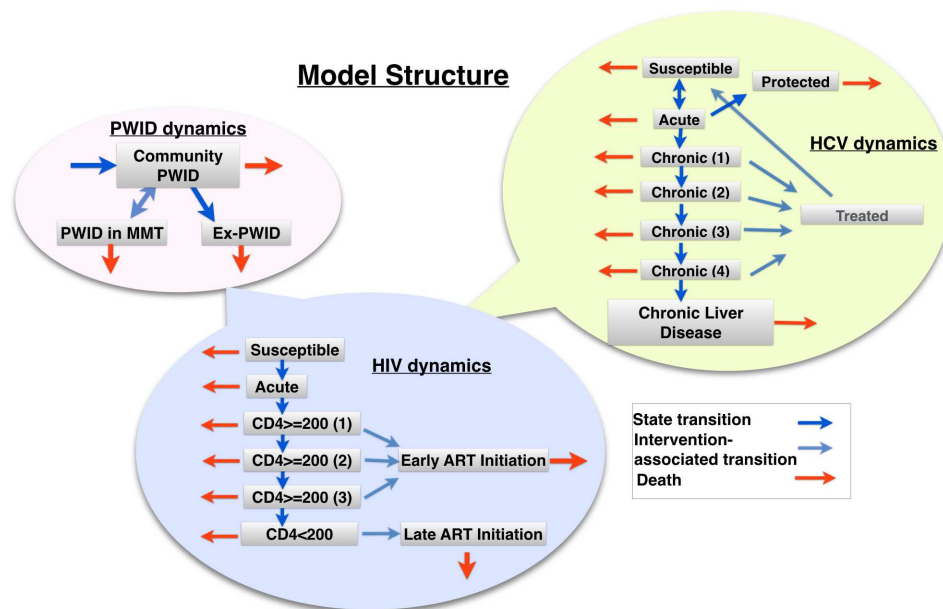 Model Structure
PWID dynamics
Community
PWID
PWID in MMT
Ex-PWID
HCV dynamics
Susceptible
Protected
Acute
Chronic (1)
Chronic (2)
Treated
Chronic (3)
Chronic (4)
Chronic Liver
Disease
HIV dynamics
Susceptible
Acute
CD4>=200 (1)
CD4>=200 (2)
Early ART Initiation
CD4>=200 (3)
CD4<200
Late ART Initiation
State transition
Intervention-
associated transition
Death